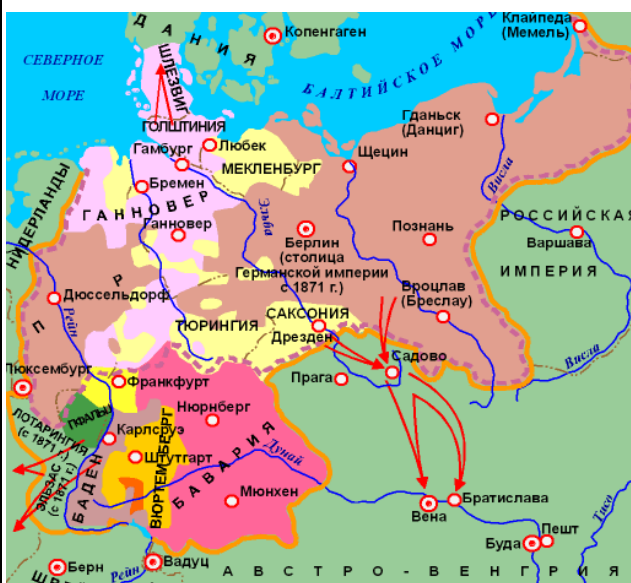 ДАНИЯ
Копенгаген
Клайпеда
(Мемель)
СЕВЕРНОЕ
МОРЕ
ШЛЕЗВИГ
БАЛТИЙСКОЕ МОРЕ
ГОЛШТИНИЯ
Гданьск
(Данциг)
Любек
Гамбург
МЕКЛЕНБУРГ
Щецин
Бремен
Висла
НИДЕРЛАНДЫ
ГАННОВЕР
Эльба
Ганновер
РОССИЙСКАЯ
Познань
Варшава
Берлин
(столица
Германской империи
с 1871 г.)
ИМПЕРИЯ
Дюссельдорф
Вроцлав
(Бреслау)
П Р
Рейн
САКСОНИЯ
ТЮРИНГИЯ
Дрезден
Садово
Висла
Люксембург
Франкфурт
Прага
ПФАЛЬЦ
Нюрнберг
ЛОТАРИНГИЯ
(с 1871 г.)
Карлсруэ
Штутгарт
ЭЛЬЗАС
(с 1871 г.)
БАДЕН
ВЮРТЕМБЕРГ
БАВАРИЯ
Дунай
Мюнхен
Вена
Братислава
Тисо
Буда
Пешт
Берн
Рейн
Вадуц
АВСТРО-ВЕНГРИЯ